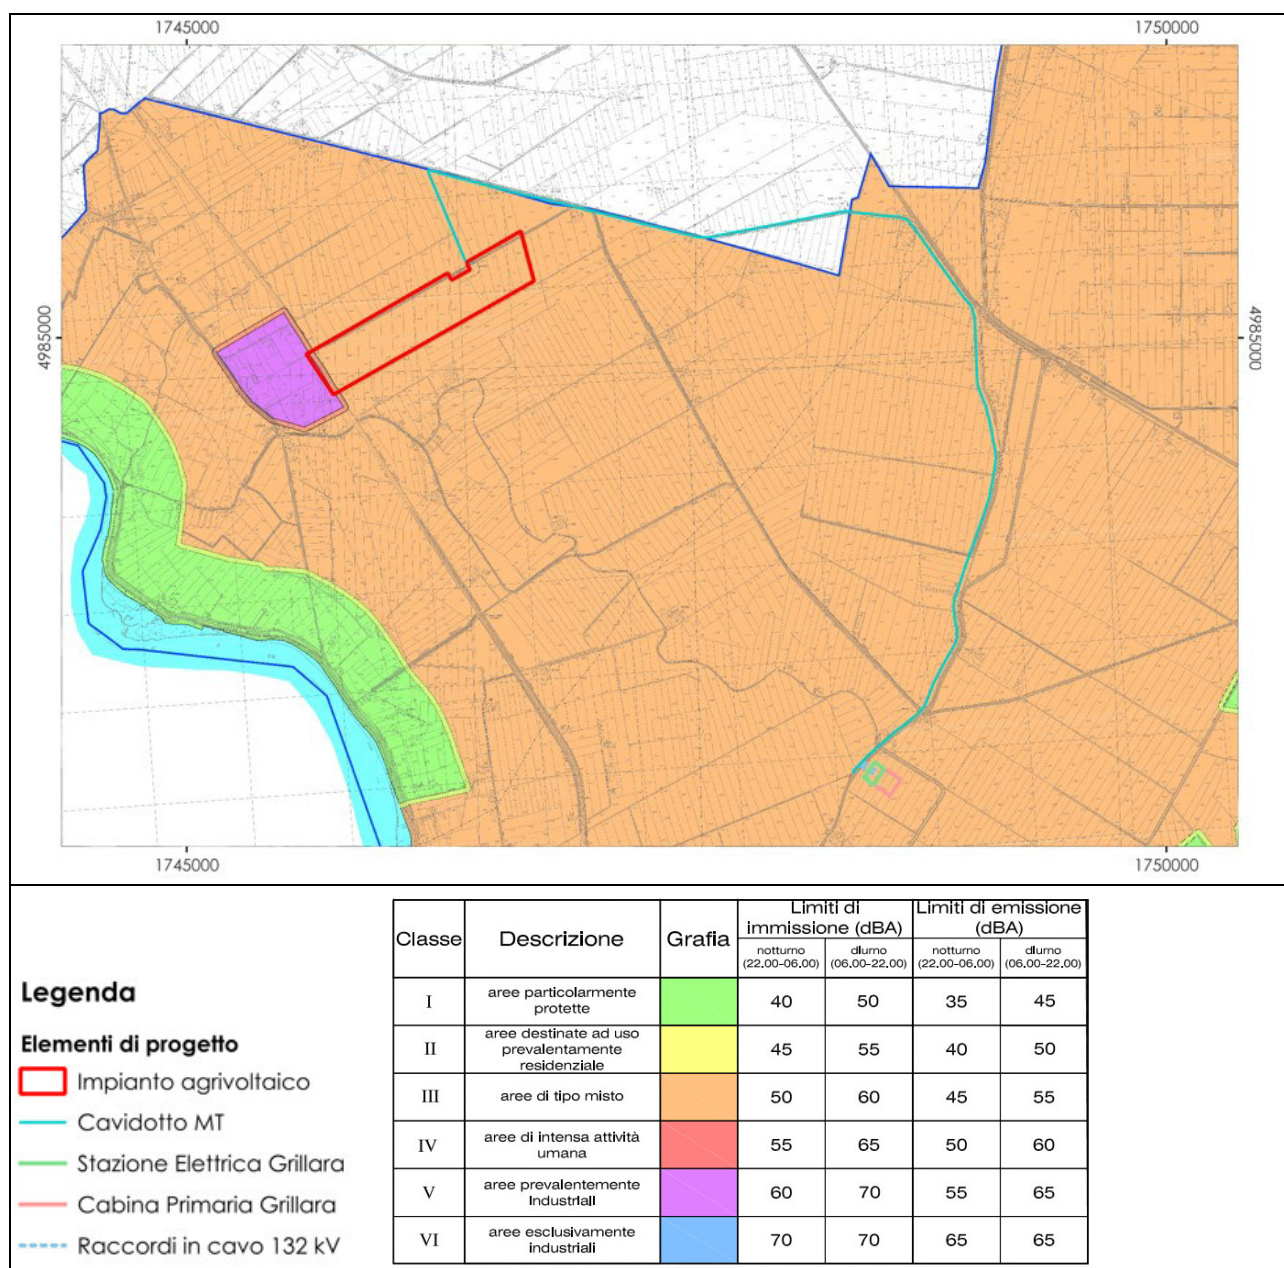 1745000
1750000
4985000
4985000
1745000
1750000
Legenda
Elementi di progetto
Impianto agrivoltaico
Cavidotto MT
Stazione Elettrica Grillara
Cabina Primaria Grillara
Raccordi in cavo 132 kV
Classe
Descrizione
Grafia
Limiti di
immissione (dBA)
Limiti di emissione
(dBA)
notturno
(22.00-06.00)
diurno
(06.00-22.00)
notturno
(22.00-06.00)
diurno
(06.00-22.00)
I
aree particolarmente
protette
40
50
35
45
II
aree destinate ad uso
prevalentamente
residenziale
45
55
40
50
III
aree di tipo misto
50
60
45
55
IV
aree di intensa attività
umana
55
65
50
60
V
aree prevalentemente
industriali
60
70
55
65
VI
aree esclusivamente
industriali
70
70
65
65